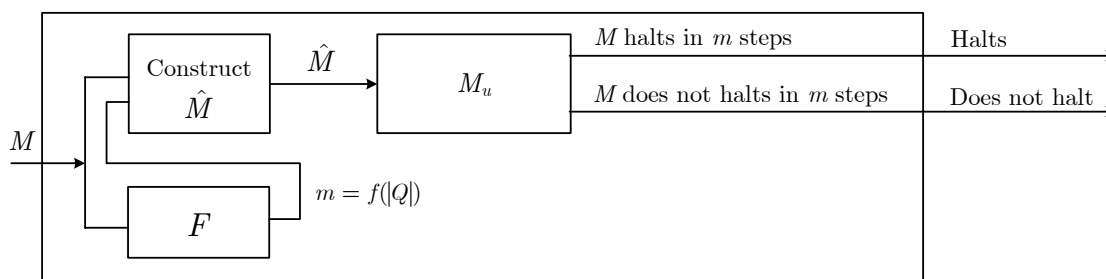 M halts in m steps
Halts
Construct
M̂
M̂
M_u
M does not halts in m steps
Does not halt
M
m = f(|Q|)
F